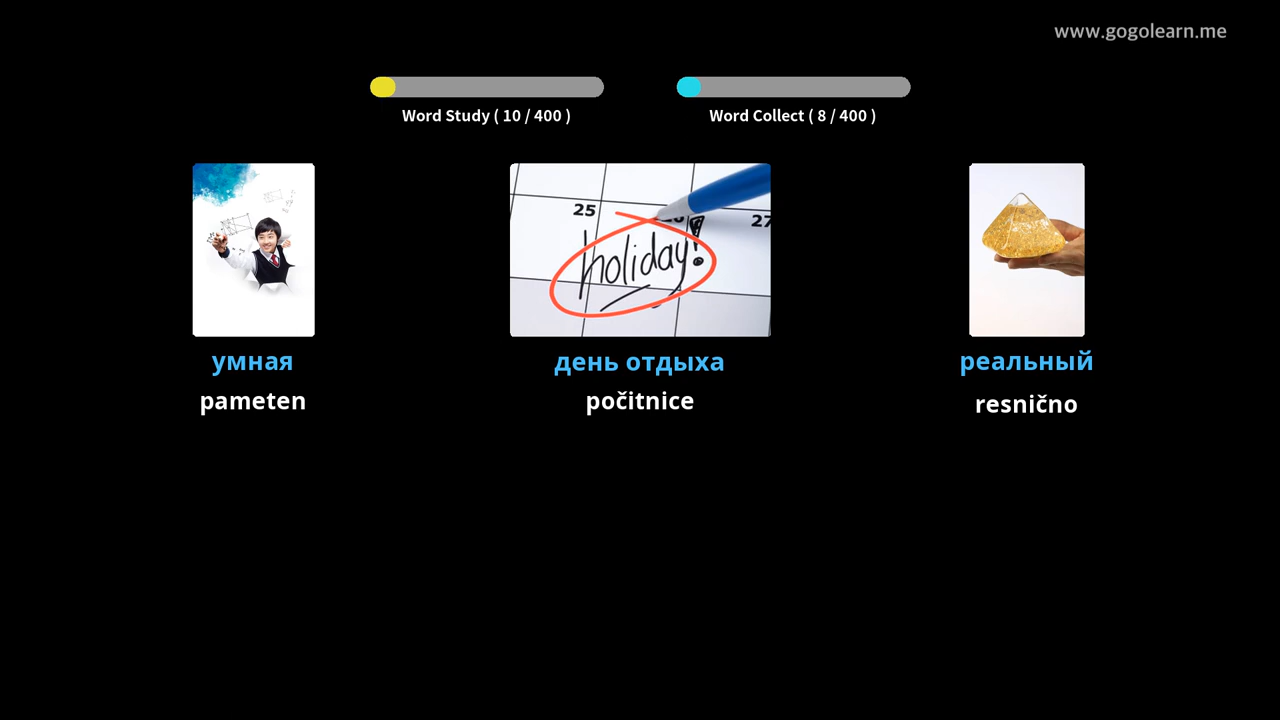 www.gogolearn.me
Word Study ( 10 / 400 )
Word Collect ( 8 / 400 )
25
27
holiday!
умная
день отдыха
реальный
pameten
počitnice
resnično